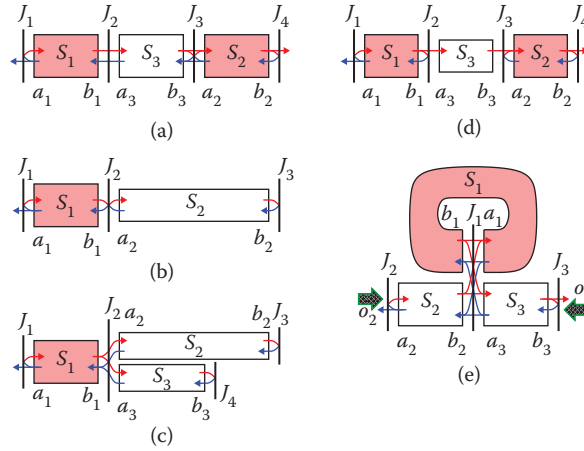 J1 J2 J3 J4
S1 S3 S2
a1 b1 a3 b3 a2 b2
(a)
J1 J2 J3
S1 S2
a1 b1 a2 b2
(b)
J1 J2 a2 b2 J3
S1 S2
S3
a1 b1 a3 b3 J4
(c)
J1 J2 J3 J4
S1 S3 S2
a1 b1 a3 b3 a2 b2
(d)
S1
b1 J1 a1
J2 J3
S2 S3
o2 o
a2 b2 a3 b3
(e)